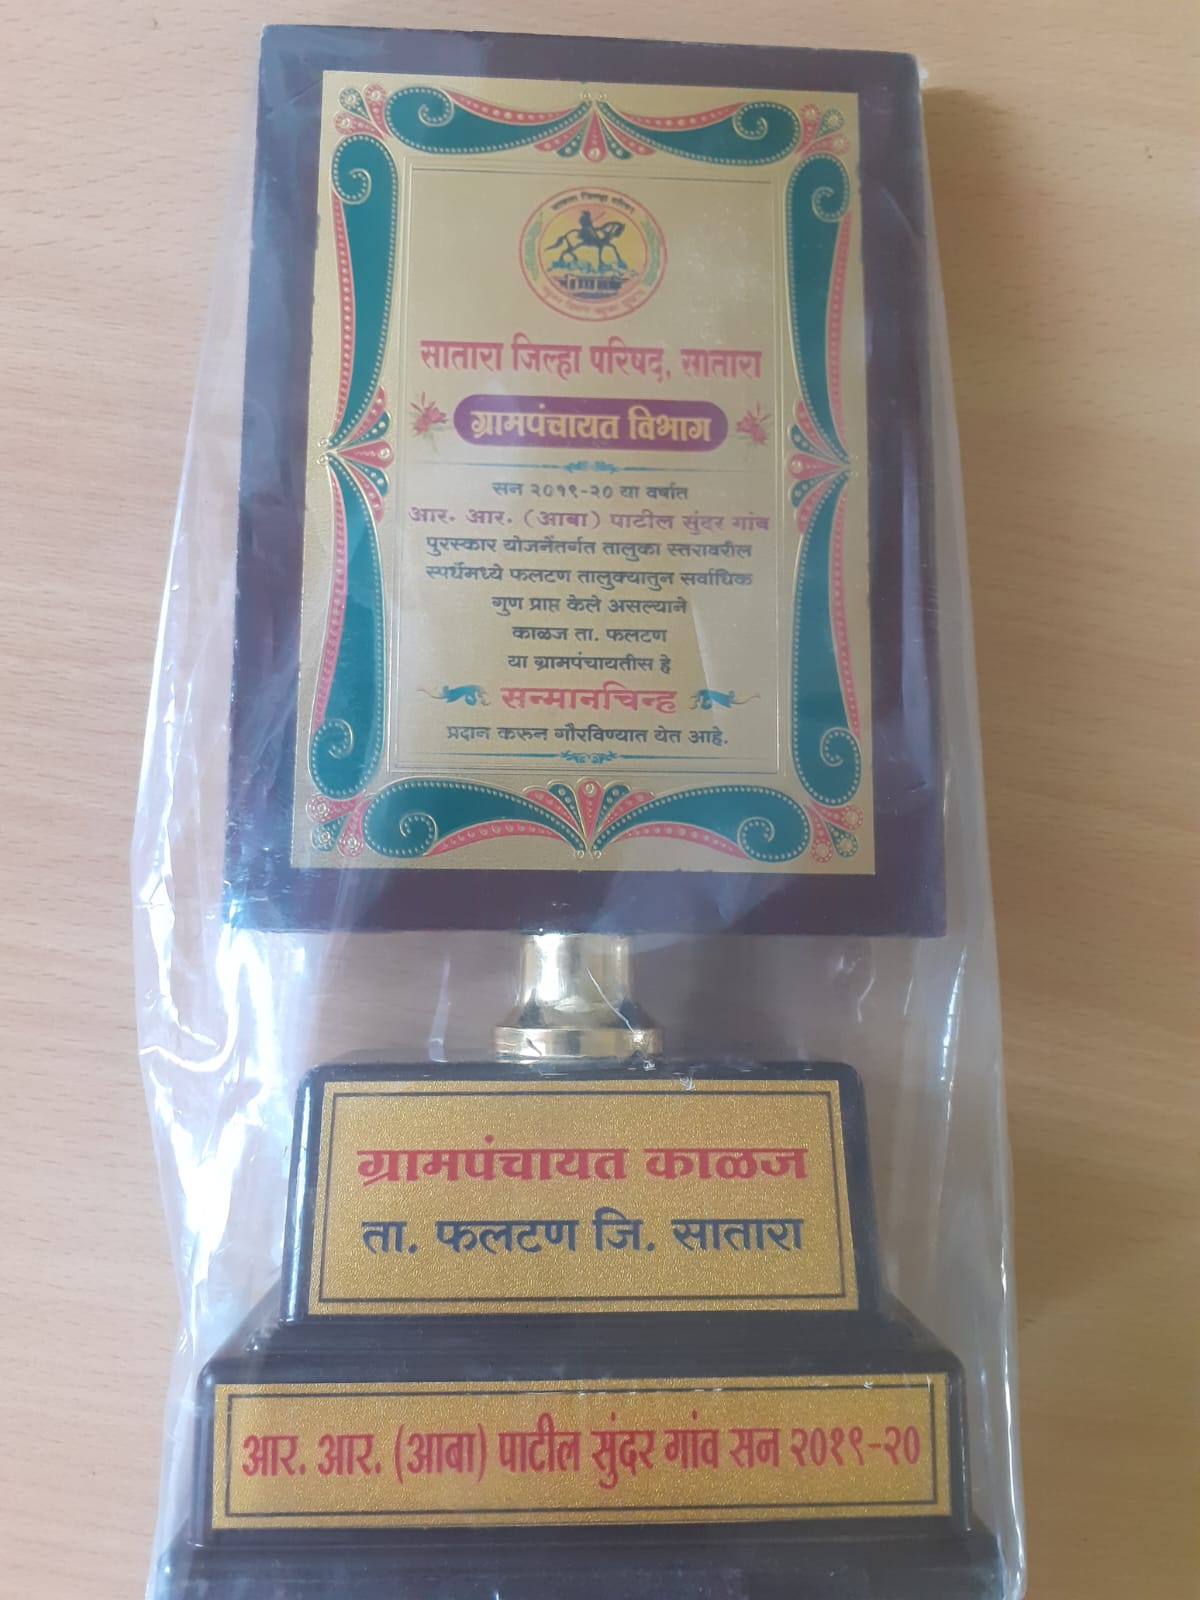 सातारा जिल्हा परिषद, सातारा
ग्रामपंचायत विभाग
सन २०१९-२० या वर्षात
आर. आर. (आबा) पाटील सुंदर गांव
पुरस्कार योजनेंतर्गत तालुका स्तरावरील
स्पर्धेमध्ये फलटण तालुक्यातुन सर्वाधिक
गुण प्राप्त केले असल्याने
काळज ता. फलटण
या ग्रामपंचायतीस हे
सन्मानचिन्ह
प्रदान करुन गौरविण्यात येत आहे.
ग्रामपंचायत काळज
ता. फलटण जि. सातारा
आर. आर. (आबा) पाटील सुंदर गांव सन २०१९-२०